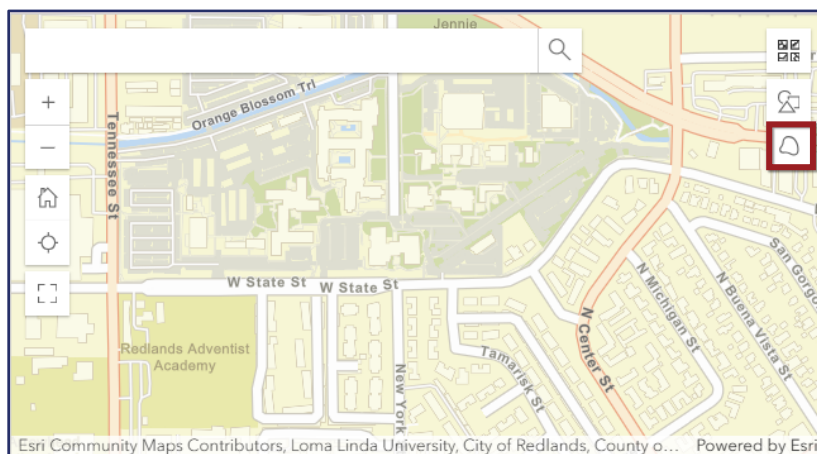 Jennie
Orange Blossom Trl
Tennessee St
W State St
W State St
Redlands Adventist
Academy
New York
Tamarisk St
N Center St
N Michigan St
N Buena Vista St
San Gorgo
Esri Community Maps Contributors, Loma Linda University, City of Redlands, County o... Powered by Esri